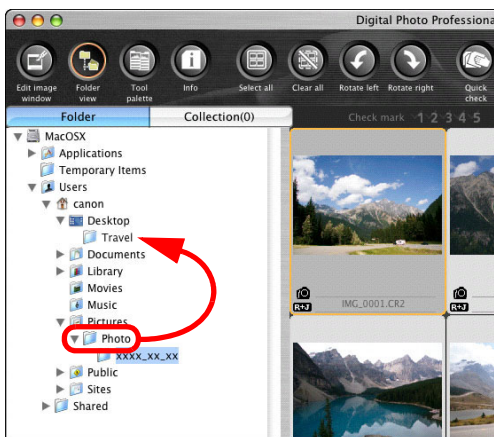 Digital Photo Professiona
Edit image window
Folder view
Tool palette
Info
Select all
Clear all
Rotate left
Rotate right
Quick check
Folder
Collection(0)
Check mark 1 2 3 4 5
MacOSX
Applications
Temporary Items
Users
canon
Desktop
Travel
Documents
Library
Movies
Music
Pictures
Photo
xxxx_xx_xx
Public
Sites
Shared
R+J
IMG_0001.CR2
R+J